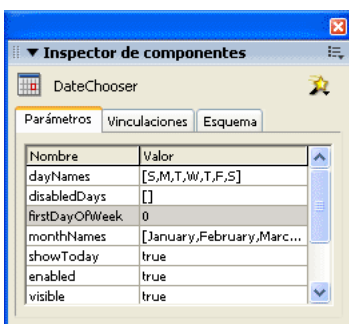 Inspector de componentes
DateChooser
Parámetros Vinculaciones Esquema
Nombre Valor
dayNames [S,M,T,W,T,F,S]
disabledDays []
firstDayOfWeek 0
monthNames [January,February,Marc...
showToday true
enabled true
visible true